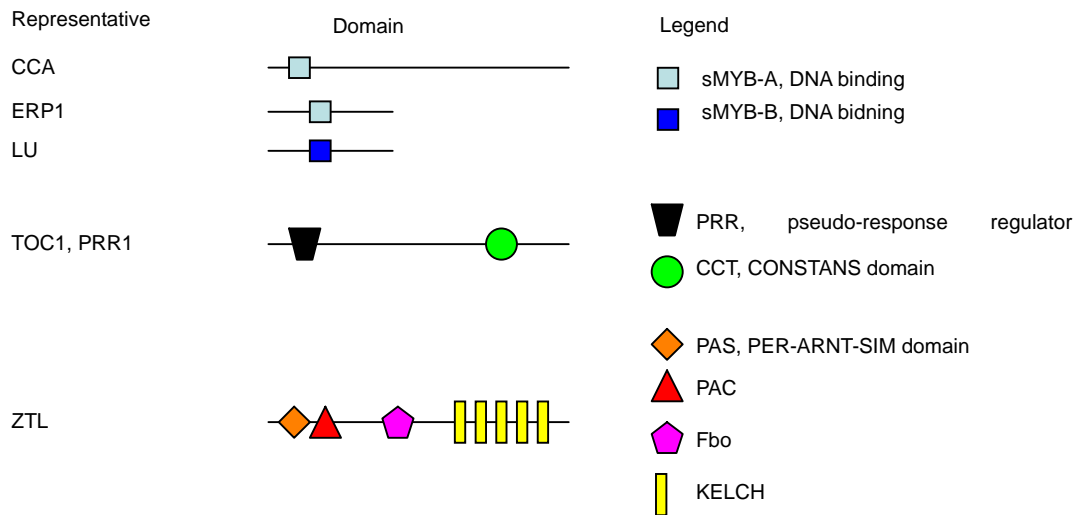 Representative
Domain
Legend
CCA
sMYB-A, DNA binding
ERP1
sMYB-B, DNA bidning
LU
TOC1, PRR1
PRR, pseudo-response regulator
CCT, CONSTANS domain
PAS, PER-ARNT-SIM domain
PAC
ZTL
Fbo
KELCH